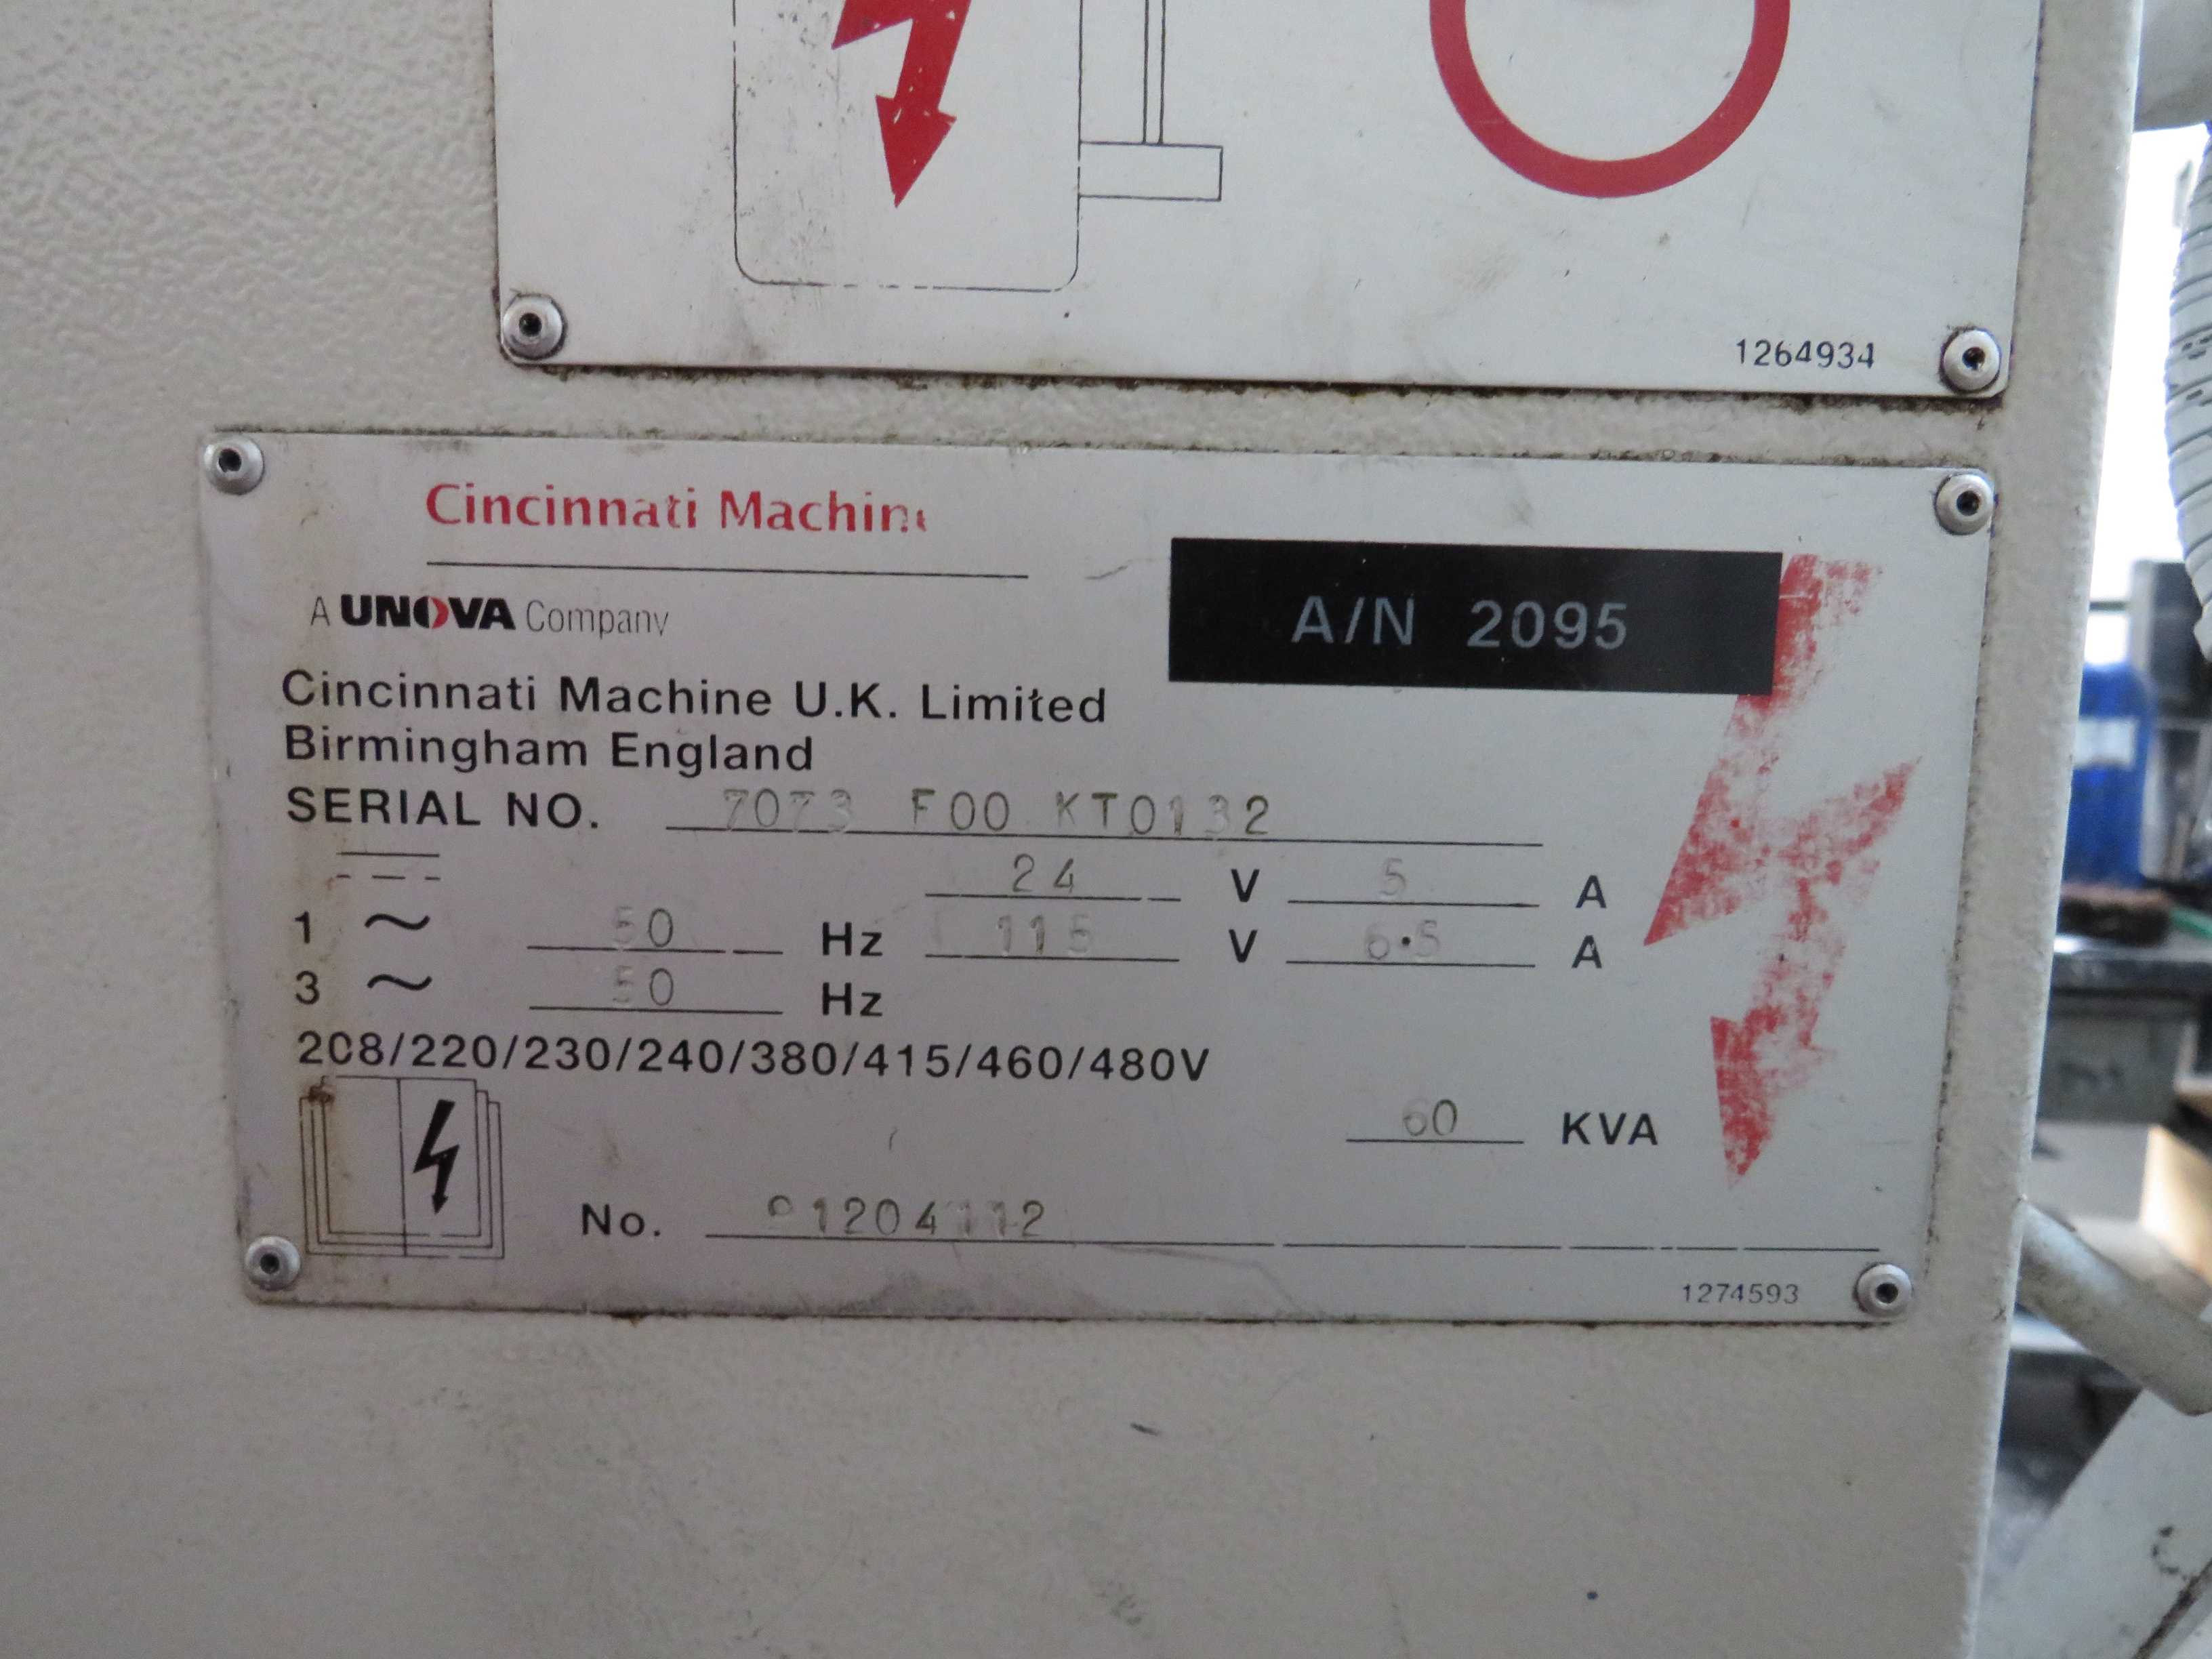 1264934
Cincinnati Machine
A UNOVA Company
A/N 2095
Cincinnati Machine U.K. Limited
Birmingham England
SERIAL NO. 7073 F00 KT0132
24 V 5 A
1 ~ 50 Hz 115 V 6.5 A
3 ~ 50 Hz
208/220/230/240/380/415/460/480V
60 KVA
No. 91204112
1274593